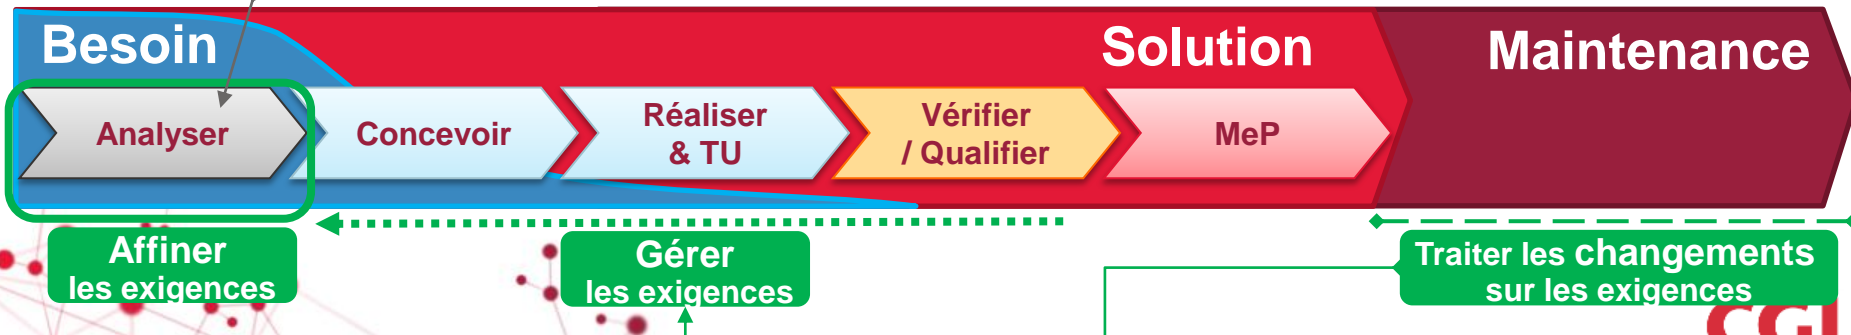 Besoin
Solution
Maintenance
Analyser
Concevoir
Réaliser
& TU
Vérifier
/ Qualifier
MeP
Affiner
les exigences
Gérer
les exigences
Traiter les changements
sur les exigences
CGI